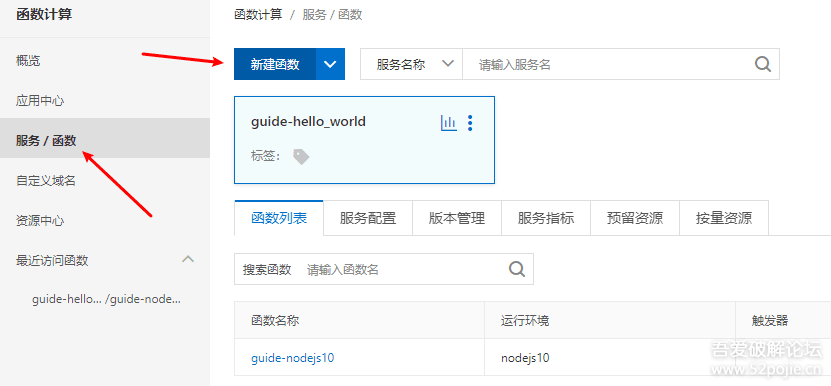 函数计算
概览
应用中心
服务 / 函数
自定义域名
资源中心
最近访问函数
guide-hello... /guide-node...
函数计算 / 服务 / 函数
新建函数 服务名称 请输入服务名
guide-hello_world
标签:
函数列表 服务配置 版本管理 服务指标 预留资源 按量资源
搜索函数 请输入函数名
函数名称 运行环境 触发器
guide-nodejs10 nodejs10
吾爱破解论坛
www.52pojie.cn